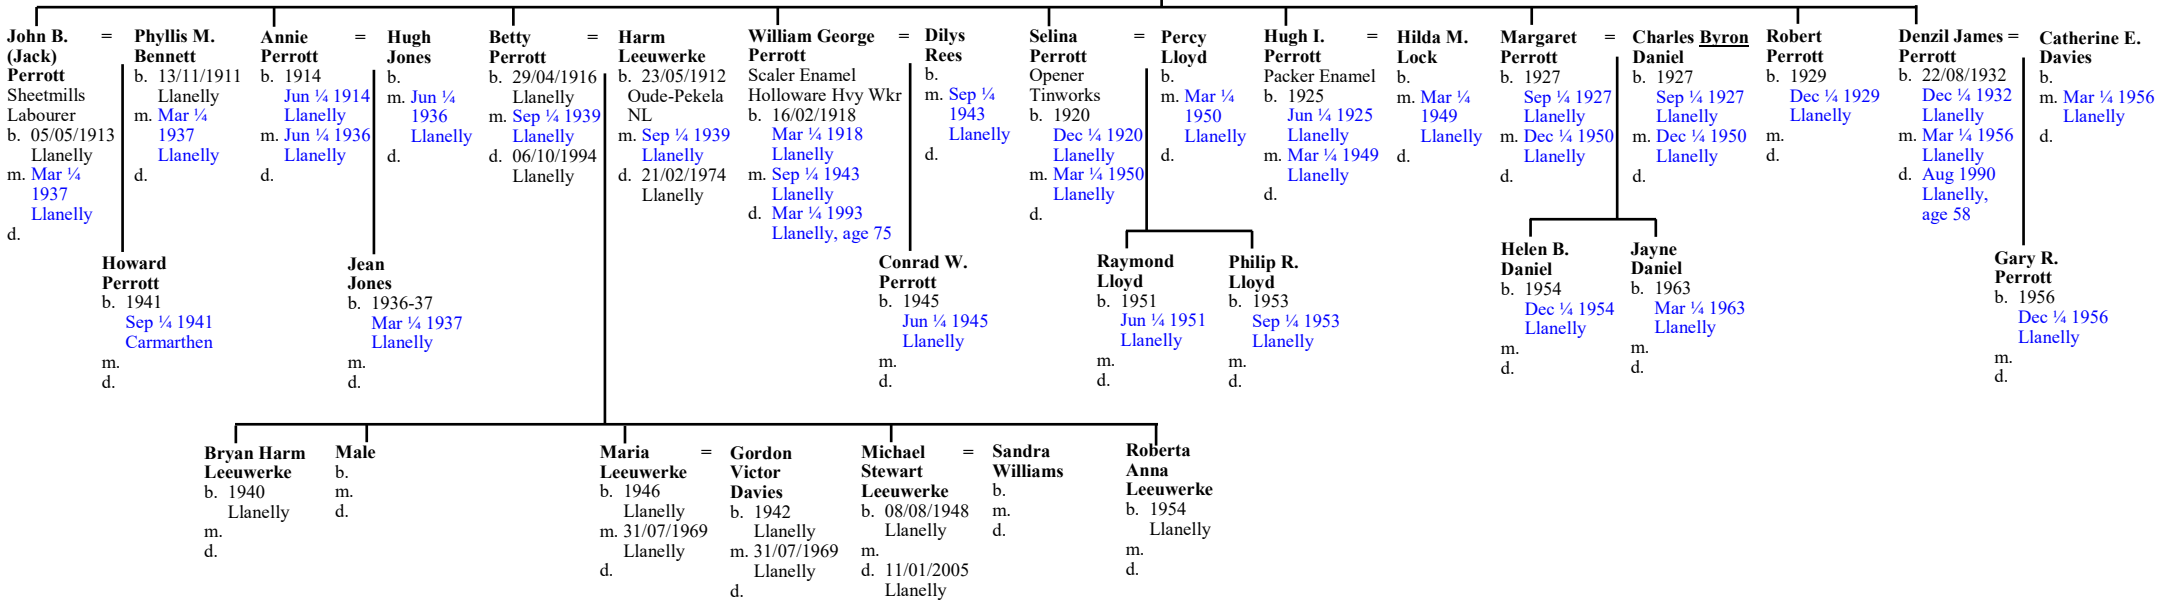 John B. =
(Jack)
Perrott
Sheetmills
Labourer
b. 05/05/1913
Llanelly
m. Mar ¼
1937
Llanelly
d.
Phyllis M.
Bennett
b. 13/11/1911
Llanelly
m. Mar ¼
1937
Llanelly
d.
Annie =
Perrott
b. 1914
Jun ¼ 1914
Llanelly
m. Jun ¼ 1936
Llanelly
d.
Hugh
Jones
b.
m. Jun ¼
1936
Llanelly
d.
Betty =
Perrott
b. 29/04/1916
Llanelly
m. Sep ¼ 1939
Llanelly
d. 06/10/1994
Llanelly
Harm
Leeuwerke
b. 23/05/1912
Oude-Pekela
NL
m. Sep ¼ 1939
Llanelly
d. 21/02/1974
Llanelly
William George =
Perrott
Scaler Enamel
Holloware Hvy Wkr
b. 16/02/1918
Mar ¼ 1918
Llanelly
m. Sep ¼ 1943
Llanelly
d. Mar ¼ 1993
Llanelly, age 75
Dilys
Rees
b.
m. Sep ¼
1943
Llanelly
d.
Selina =
Perrott
Opener
Tinworks
b. 1920
Dec ¼ 1920
Llanelly
m. Mar ¼ 1950
Llanelly
d.
Percy
Lloyd
b.
m. Mar ¼
1950
Llanelly
d.
Hugh I. =
Perrott
Packer Enamel
b. 1925
Jun ¼ 1925
Llanelly
m. Mar ¼ 1949
Llanelly
d.
Hilda M.
Lock
b.
m. Mar ¼
1949
Llanelly
d.
Margaret =
Perrott
b. 1927
Sep ¼ 1927
Llanelly
m. Dec ¼ 1950
Llanelly
d.
Charles Byron
Daniel
b. 1927
Sep ¼ 1927
Llanelly
m. Dec ¼ 1950
Llanelly
d.
Robert
Perrott
b. 1929
Dec ¼ 1929
Llanelly
m.
d.
Denzil James =
Perrott
b. 22/08/1932
Dec ¼ 1932
Llanelly
m. Mar ¼ 1956
Llanelly
d. Aug 1990
Llanelly,
age 58
Catherine E.
Davies
b.
m. Mar ¼ 1956
Llanelly
d.
Howard
Perrott
b. 1941
Sep ¼ 1941
Carmarthen
m.
d.
Jean
Jones
b. 1936-37
Mar ¼ 1937
Llanelly
m.
d.
Conrad W.
Perrott
b. 1945
Jun ¼ 1945
Llanelly
m.
d.
Raymond
Lloyd
b. 1951
Jun ¼ 1951
Llanelly
m.
d.
Philip R.
Lloyd
b. 1953
Sep ¼ 1953
Llanelly
m.
d.
Helen B.
Daniel
b. 1954
Dec ¼ 1954
Llanelly
m.
d.
Jayne
Daniel
b. 1963
Mar ¼ 1963
Llanelly
m.
d.
Gary R.
Perrott
b. 1956
Dec ¼ 1956
Llanelly
m.
d.
Bryan Harm
Leeuwerke
b. 1940
Llanelly
m.
d.
Male
b.
m.
d.
Maria =
Leeuwerke
b. 1946
Llanelly
m. 31/07/1969
Llanelly
d.
Gordon
Victor
Davies
b. 1942
Llanelly
m. 31/07/1969
Llanelly
d.
Michael =
Stewart
Leeuwerke
b. 08/08/1948
Llanelly
m.
d. 11/01/2005
Llanelly
Sandra
Williams
b.
m.
d.
Roberta
Anna
Leeuwerke
b. 1954
Llanelly
m.
d.